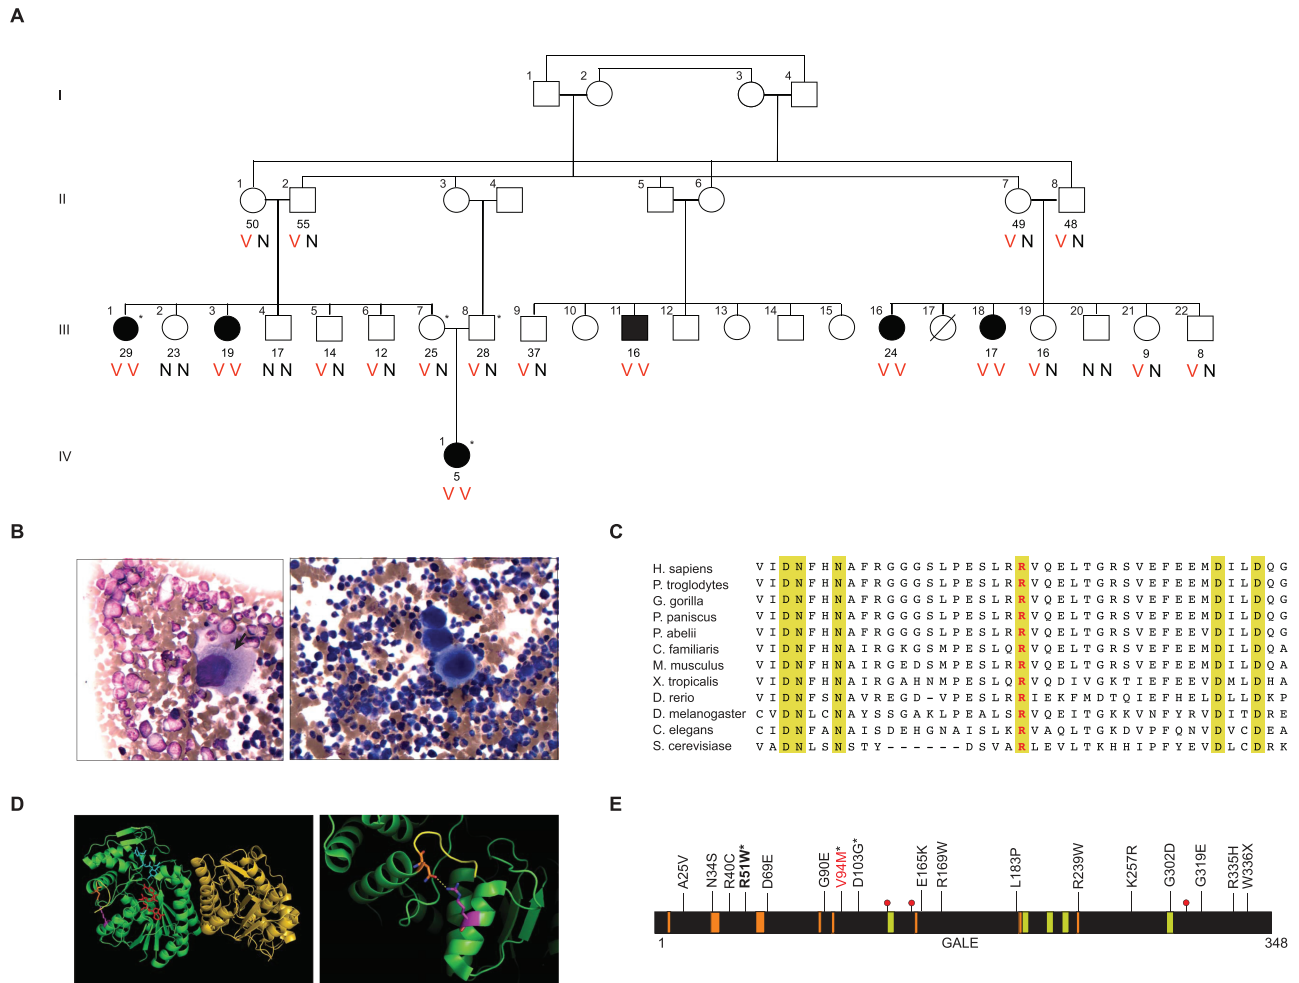 A
I
II
III
IV
1 2 3 4
1 2 3 4 5 6 7 8
50 55 49 48
V N V N V N V N
1 * 2 3 4 5 6 7 * 8 * 9 10 11 12 13 14 15 16 17 18 19 20 21 22
29 23 19 17 14 12 25 28 37 16 24 17 16 9 8
V V N N V V N N V N V N V N V N V N V V V V V V V N N N V N V N
1 *
5
V V
B
C
H. sapiens V I D N F H N A F R G G G S L P E S L R R V Q E L T G R S V E F E E M D I L D Q G
P. troglodytes V I D N F H N A F R G G G S L P E S L R R V Q E L T G R S V E F E E M D I L D Q G
G. gorilla V I D N F H N A F R G G G S L P E S L R R V Q E L T G R S V E F E E M D I L D Q G
P. paniscus V I D N F H N A F R G G G S L P E S L R R V Q E L T G R S V E F E E M D I L D Q G
P. abelii V I D N F H N A F R G G G S L P E S L R R V Q E L T G R S V E F E E V D I L D Q G
C. familiaris V I D N F H N A I R G G G S M P E S L Q R V Q E L T G R S V E F E E M D I L D Q A
M. musculus V I D N F H N A I R G E D S M P E S L R R V Q E L T G R S V E F E E M D I L D Q A
X. tropicalis V I D N F H N A I R G A H N M P E S L Q R V Q D I V G K T I E F E E V D M L D H A
D. rerio V I D N F S N A V R E G D - V P E S L R R I E K F M D T Q I E F H E L D L L D K P
D. melanogaster C V D N L C N A Y S S G A K L P E A L S R V Q E I T G K K V N F Y R V D I T D R E
C. elegans C I D N F A N A I S D E H G N A I S L K R V A Q L T G K D V P F Q N V D V C D E A
S. cerevisiase V A D N L S N S T Y - - - - - - D S V A R L E V L T K H H I P F Y E V D L C D R K
D
E
A25V N34S R40C R51W* D69E G90E V94M* D103G* E165K R169W L183P R239W K257R G302D G319E R335H W336X
1 GALE 348